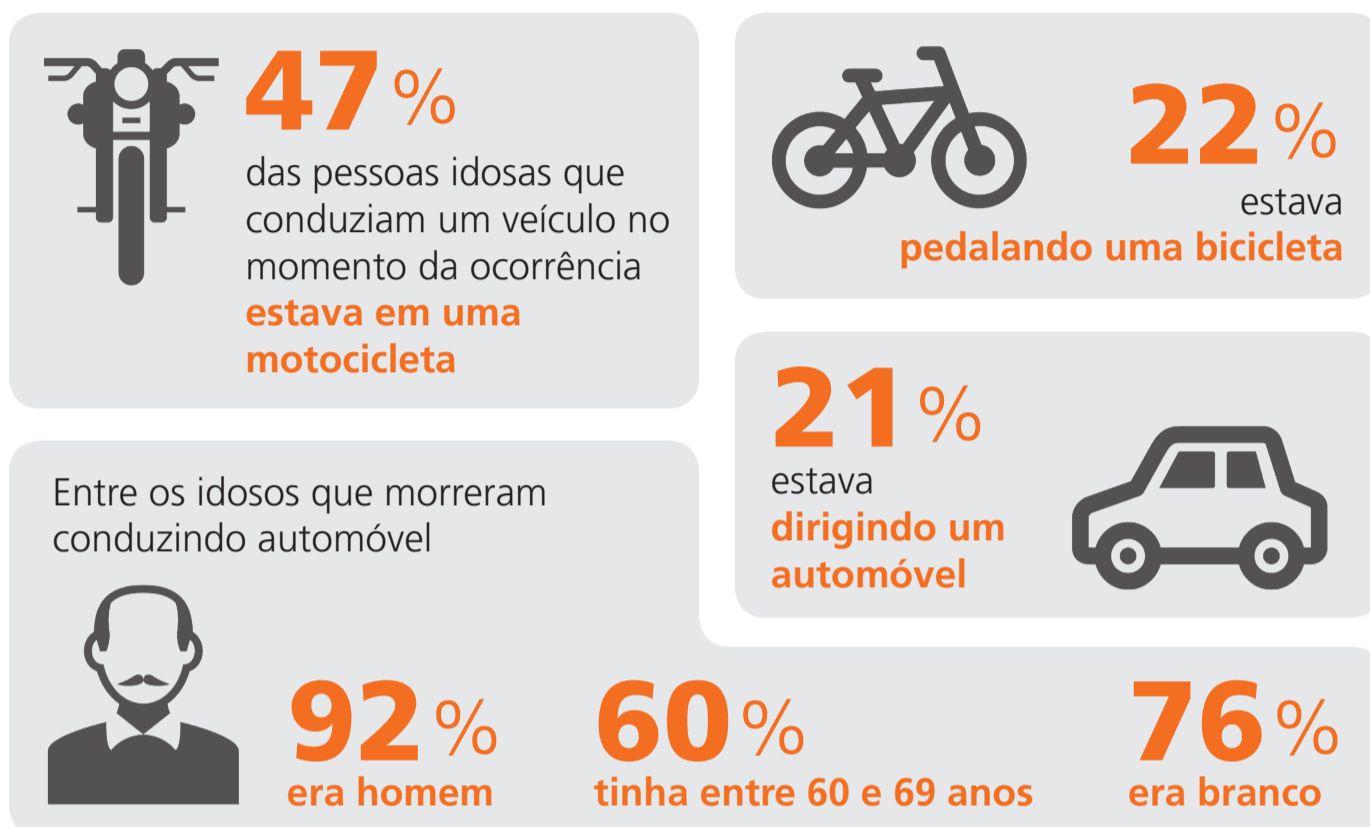 47%
das pessoas idosas que
conduziam um veículo no
momento da ocorrência
estava em uma
motocicleta
22%
estava
pedalando uma bicicleta
21%
estava
dirigindo um
automóvel
Entre os idosos que morreram
conduzindo automóvel
92%
era homem
60%
tinha entre 60 e 69 anos
76%
era branco